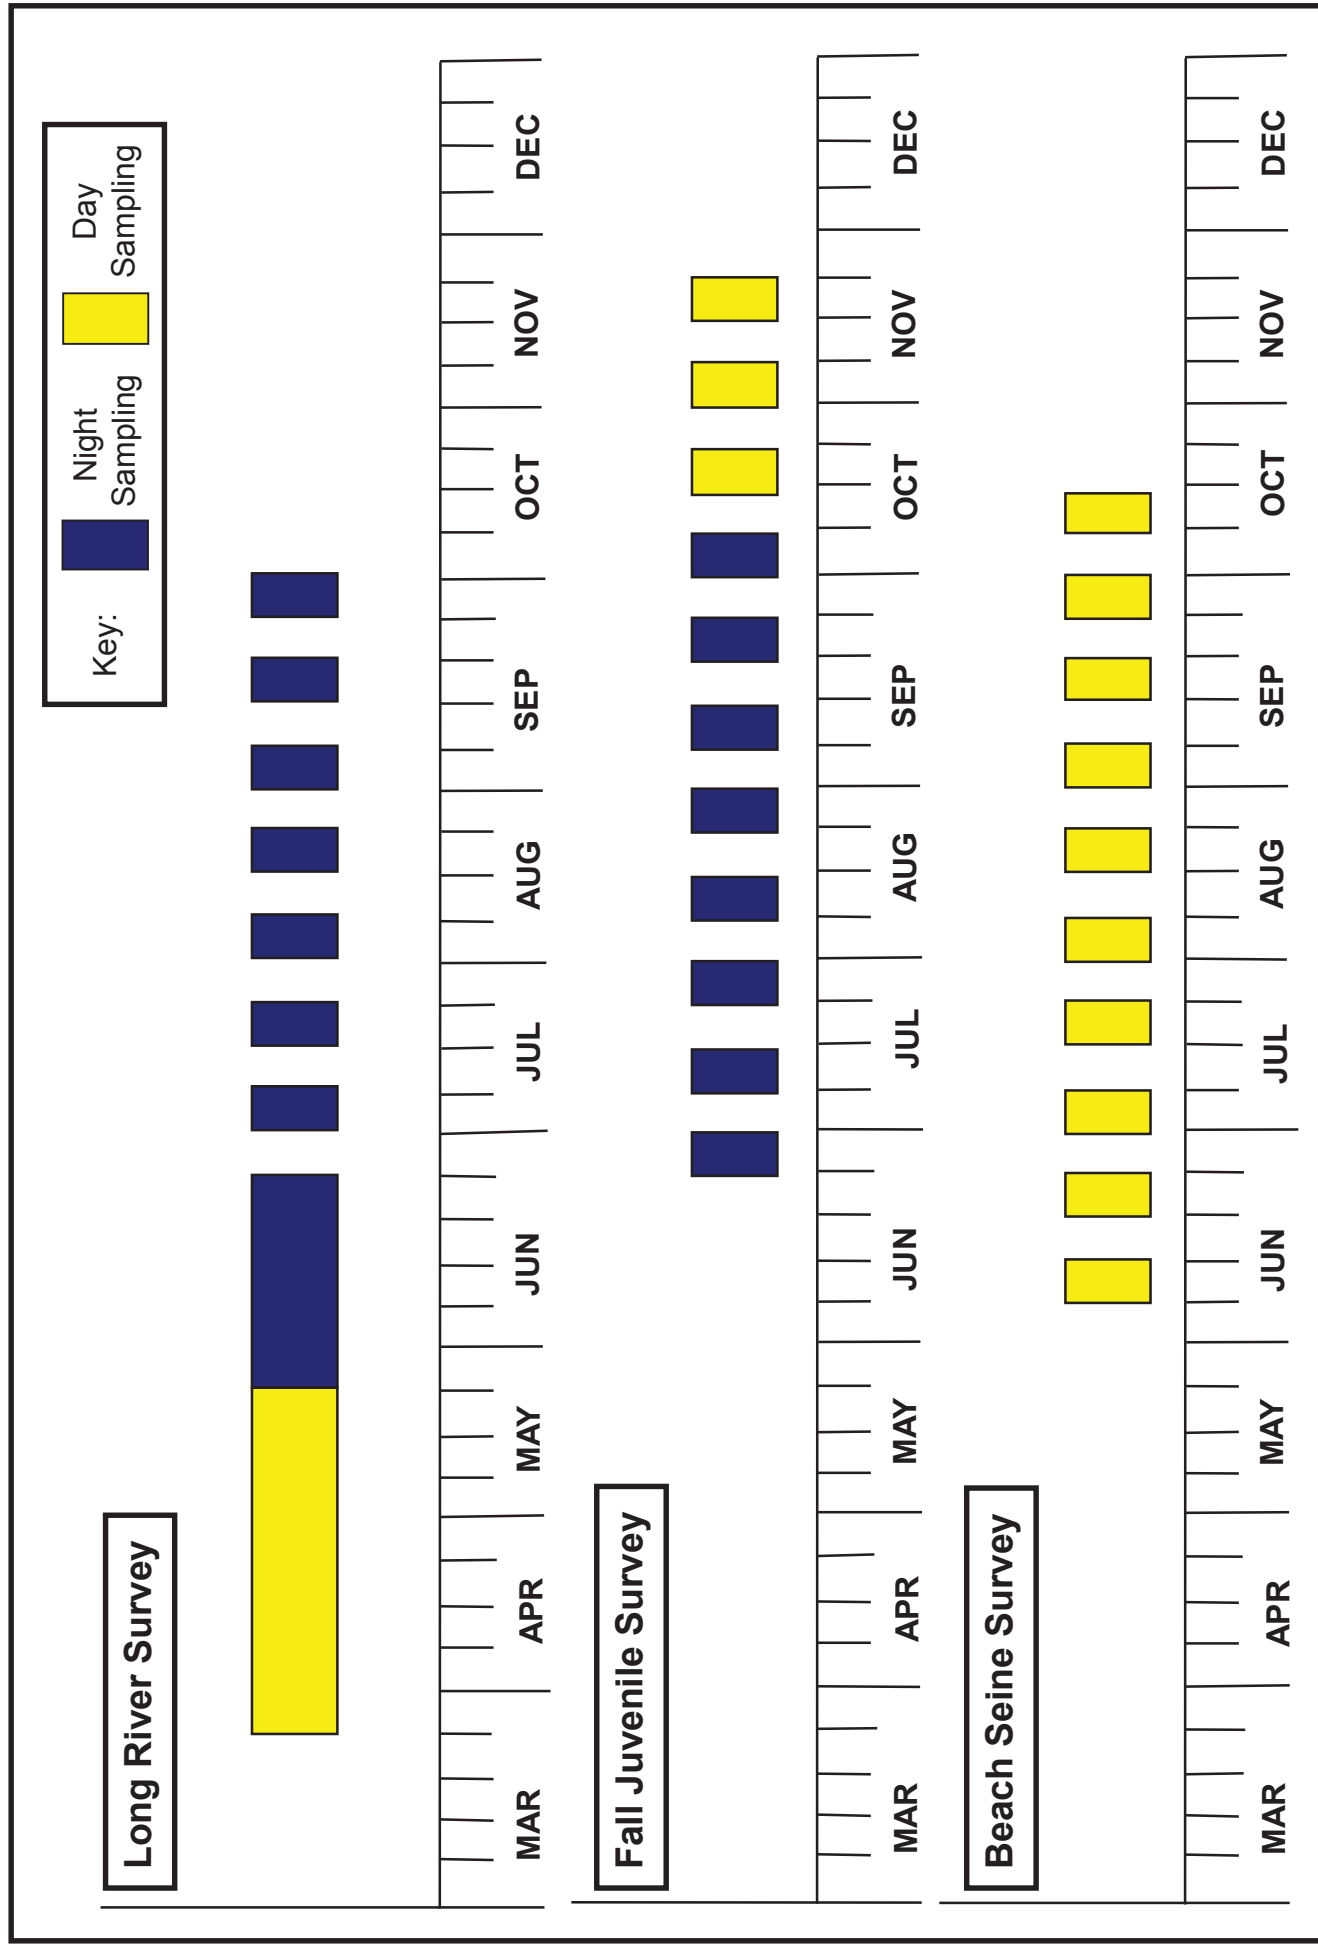 Key:
Night
Sampling
Day
Sampling
Long River Survey
MAR APR MAY JUN JUL AUG SEP OCT NOV DEC
Fall Juvenile Survey
MAR APR MAY JUN JUL AUG SEP OCT NOV DEC
Beach Seine Survey
MAR APR MAY JUN JUL AUG SEP OCT NOV DEC